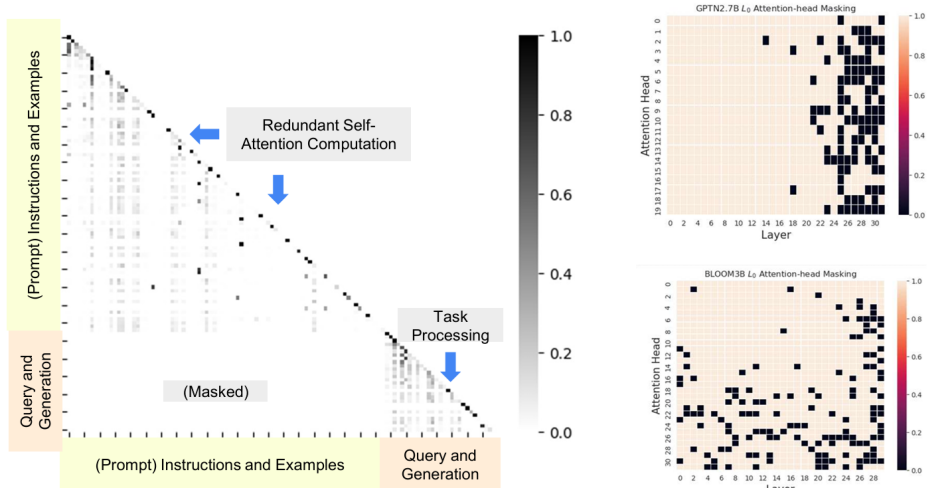 (Prompt) Instructions and Examples
Query and
Generation
Redundant Self-
Attention Computation
Task
Processing
(Masked)
(Prompt) Instructions and Examples
Query and
Generation
1.0
0.8
0.6
0.4
0.2
0.0
GPTN2.7B L₀ Attention-head Masking
Attention Head
0 1 2 3 4 5 6 7 8 9 10 11 12 13 14 15 16 17 18 19
0 2 4 6 8 10 12 14 16 18 20 22 24 26 28 30
Layer
1.0
0.8
0.6
0.4
0.2
0.0
BLOOM3B L₀ Attention-head Masking
Attention Head
0 2 4 6 8 10 12 14 16 18 20 22 24 26 28 30
0 2 4 6 8 10 12 14 16 18 20 22 24 26 28
Layer
1.0
0.8
0.6
0.4
0.2
0.0